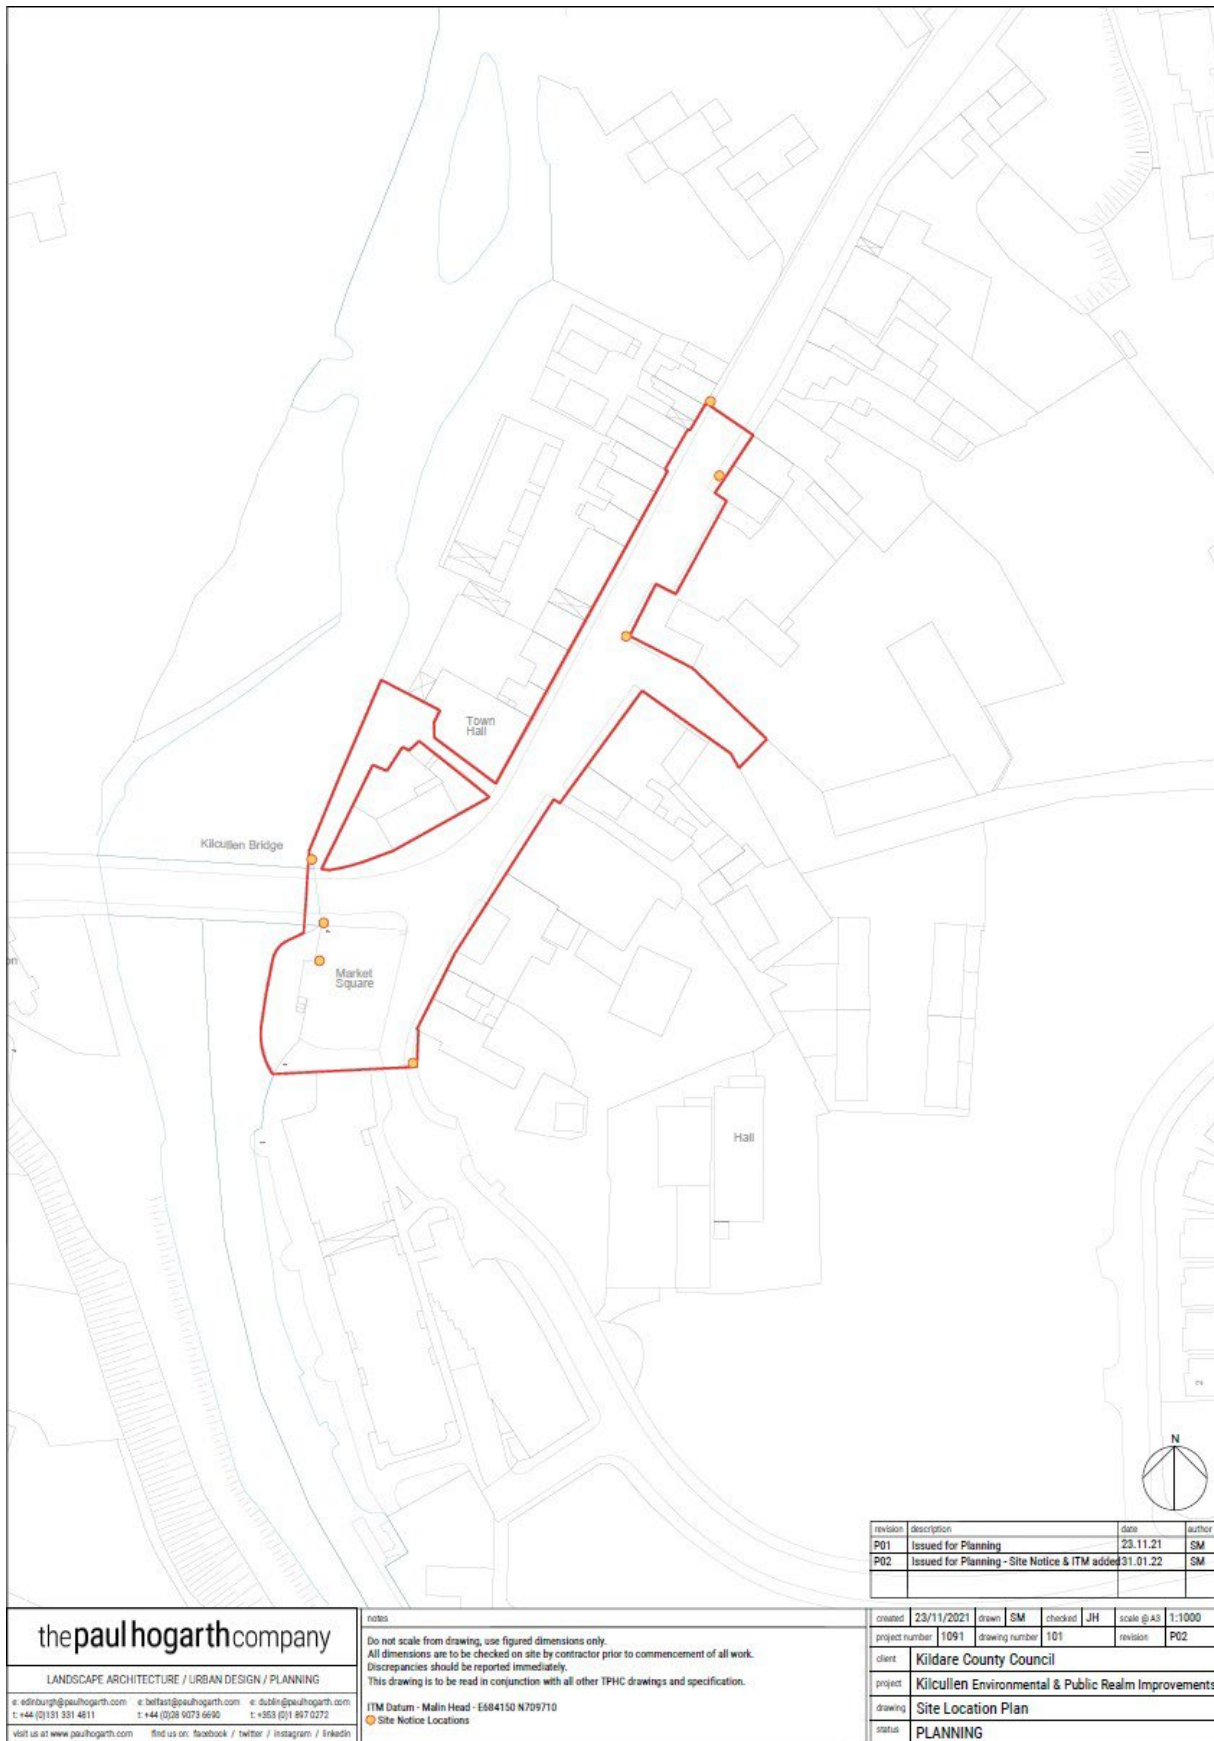 Town
Hall
Kilcullen Bridge
Market
Square
on
Hall
2
N
revision description date author
P01 Issued for Planning 23.11.21 SM
P02 Issued for Planning - Site Notice & ITM added 31.01.22 SM
thepaulhogarthcompany
LANDSCAPE ARCHITECTURE / URBAN DESIGN / PLANNING
e: edinburgh@paulhogarth.com e: belfast@paulhogarth.com e: dublin@paulhogarth.com
t: +44 (0)131 331 4811 t: +44 (0)28 9073 6690 t: +353 (0)1 897 0272
visit us at www.paulhogarth.com find us on: facebook / twitter / instagram / linkedin
notes
Do not scale from drawing, use figured dimensions only.
All dimensions are to be checked on site by contractor prior to commencement of all work.
Discrepancies should be reported immediately.
This drawing is to be read in conjunction with all other TPHC drawings and specification.
ITM Datum - Malin Head - E684150 N709710
Site Notice Locations
created 23/11/2021 drawn SM checked JH scale @ A3 1:1000
project number 1091 drawing number 101 revision P02
client Kildare County Council
project Kilcullen Environmental & Public Realm Improvements
drawing Site Location Plan
status PLANNING